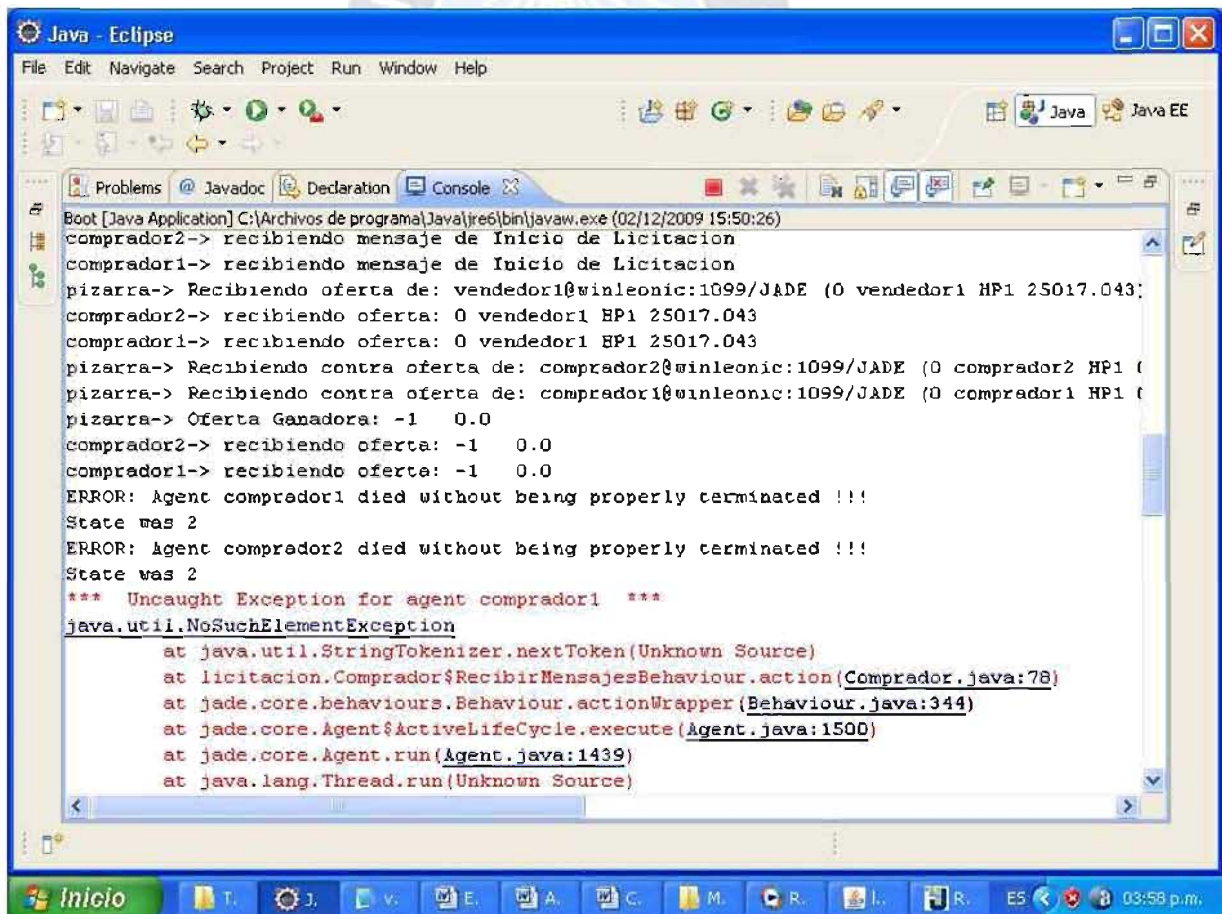 Java - Eclipse
File Edit Navigate Search Project Run Window Help
Java Java EE
Problems @ Javadoc Declaration Console
Boot [Java Application] C:\Archivos de programa\Java\jre6\bin\javaw.exe (02/12/2009 15:50:26)
comprador2-> recibiendo mensaje de Inicio de Licitacion
comprador1-> recibiendo mensaje de Inicio de Licitacion
pizarra-> Recibiendo oferta de: vendedor1@winleonic:1099/JADE (0 vendedor1 HP1 25017.043)
comprador2-> recibiendo oferta: 0 vendedor1 HP1 25017.043
comprador1-> recibiendo oferta: 0 vendedor1 HP1 25017.043
pizarra-> Recibiendo contra oferta de: comprador2@winleonic:1099/JADE (0 comprador2 HP1
pizarra-> Recibiendo contra oferta de: comprador1@winleonic:1099/JADE (0 comprador1 HP1
pizarra-> Oferta Ganadora: -1 0.0
comprador2-> recibiendo oferta: -1 0.0
comprador1-> recibiendo oferta: -1 0.0
ERROR: Agent comprador1 died without being properly terminated !!!
State was 2
ERROR: Agent comprador2 died without being properly terminated !!!
State was 2
*** Uncaught Exception for agent comprador1 ***
java.util.NoSuchElementException
at java.util.StringTokenizer.nextToken(Unknown Source)
at licitacion.Comprador$RecibirMensajesBehaviour.action(Comprador.java:78)
at jade.core.behaviours.Behaviour.actionWrapper(Behaviour.java:344)
at jade.core.Agent$ActiveLifeCycle.execute(Agent.java:1500)
at jade.core.Agent.run(Agent.java:1439)
at java.lang.Thread.run(Unknown Source)
Inicio T. J. V. E. A. C. M. R. I.. R. ES 03:58 p.m.